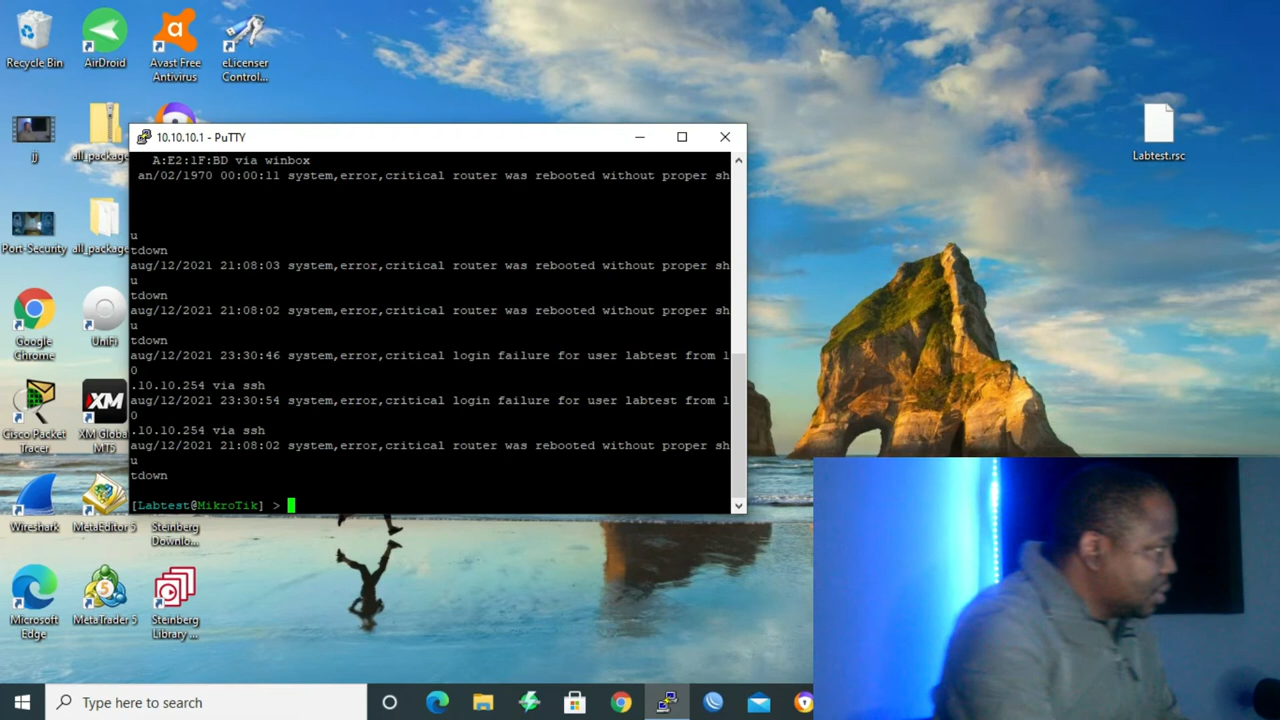 Recycle Bin
AirDroid
Avast Free
Antivirus
eLicenser
Control...
jj
all_package
Port-Security
all_package
Google
Chrome
UniFi
Cisco Packet
Tracer
XM
XM Global
MT5
Wireshark
MetaEditor 5
Steinberg
Downlo...
Microsoft
Edge
5
MetaTrader 5
Steinberg
Library ...
Labtest.rsc
10.10.10.1 - PuTTY
A:E2:1F:BD via winbox
an/02/1970 00:00:11 system,error,critical router was rebooted without proper sh
u
tdown
aug/12/2021 21:08:03 system,error,critical router was rebooted without proper sh
u
tdown
aug/12/2021 21:08:02 system,error,critical router was rebooted without proper sh
u
tdown
aug/12/2021 23:30:46 system,error,critical login failure for user labtest from 1
0
.10.10.254 via ssh
aug/12/2021 23:30:54 system,error,critical login failure for user labtest from 1
0
.10.10.254 via ssh
aug/12/2021 21:08:02 system,error,critical router was rebooted without proper sh
u
tdown
[Labtest@MikroTik] >
Type here to search